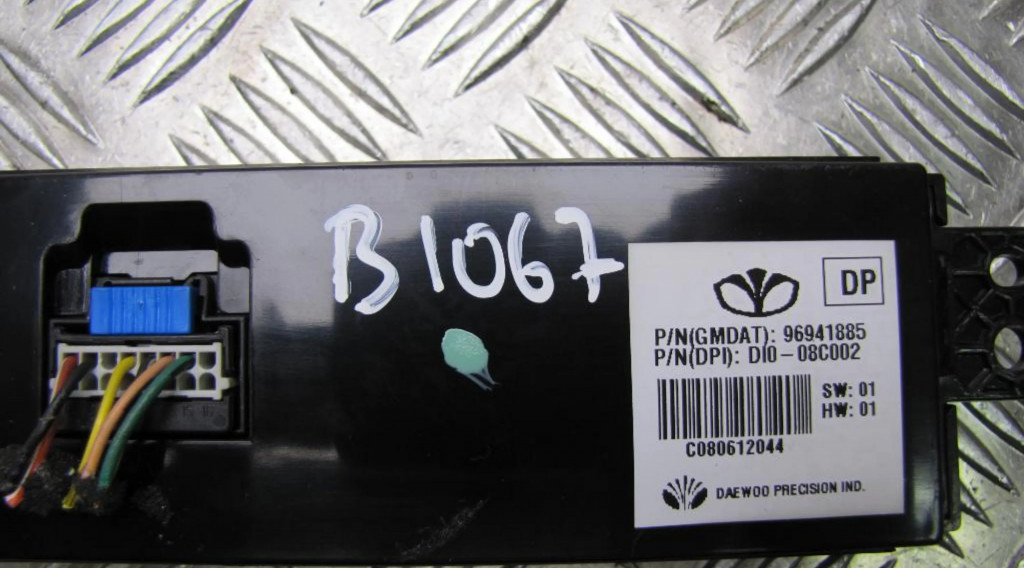 B1067
DP
P/N(GMDAT): 96941885
P/N(DPI): DI0-08C002
SW: 01
HW: 01
C080612044
DAEWOO PRECISION IND.